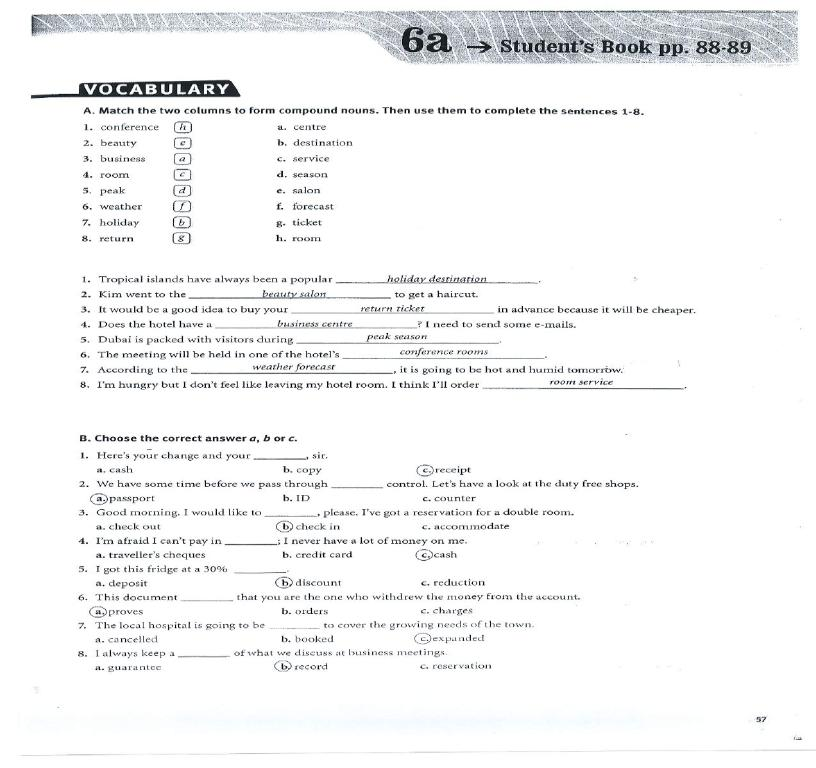 6a → Student's Book pp. 88-89
VOCABULARY
A. Match the two columns to form compound nouns. Then use them to complete the sentences 1-8.
1. conference h a. centre
2. beauty e b. destination
3. business a c. service
4. room c d. season
5. peak d e. salon
6. weather f f. forecast
7. holiday b g. ticket
8. return g h. room
1. Tropical islands have always been a popular holiday destination.
2. Kim went to the beauty salon to get a haircut.
3. It would be a good idea to buy your return ticket in advance because it will be cheaper.
4. Does the hotel have a business centre? I need to send some e-mails.
5. Dubai is packed with visitors during peak season.
6. The meeting will be held in one of the hotel's conference rooms.
7. According to the weather forecast, it is going to be hot and humid tomorrow.
8. I'm hungry but I don't feel like leaving my hotel room. I think I'll order room service.
B. Choose the correct answer a, b or c.
1. Here's your change and your ________, sir.
a. cash b. copy c. receipt
2. We have some time before we pass through ________ control. Let's have a look at the duty free shops.
a. passport b. ID c. counter
3. Good morning. I would like to ________, please. I've got a reservation for a double room.
a. check out b. check in c. accommodate
4. I'm afraid I can't pay in ________; I never have a lot of money on me.
a. traveller's cheques b. credit card c. cash
5. I got this fridge at a 30% ________.
a. deposit b. discount c. reduction
6. This document ________ that you are the one who withdrew the money from the account.
a. proves b. orders c. charges
7. The local hospital is going to be ________ to cover the growing needs of the town.
a. cancelled b. booked c. expanded
8. I always keep a ________ of what we discuss at business meetings.
a. guarantee b. record c. reservation
57